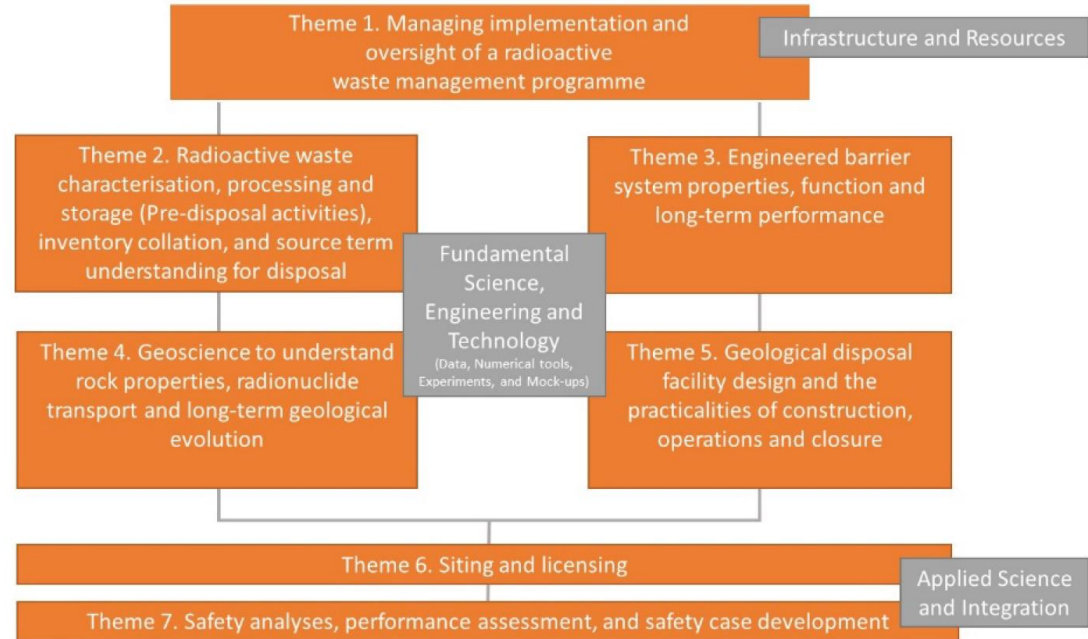 Theme 1. Managing implementation and
oversight of a radioactive
waste management programme
Infrastructure and Resources
Theme 2. Radioactive waste
characterisation, processing and
storage (Pre-disposal activities),
inventory collation, and source term
understanding for disposal
Theme 3. Engineered barrier
system properties, function and
long-term performance
Fundamental
Science,
Engineering and
Technology
(Data, Numerical tools,
Experiments, and Mock-ups)
Theme 4. Geoscience to understand
rock properties, radionuclide
transport and long-term geological
evolution
Theme 5. Geological disposal
facility design and the
practicalities of construction,
operations and closure
Theme 6. Siting and licensing
Applied Science
and Integration
Theme 7. Safety analyses, performance assessment, and safety case development